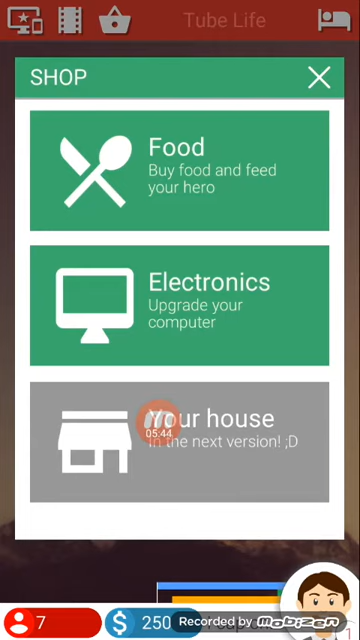 Tube Life
SHOP
Food
Buy food and feed
your hero
Electronics
Upgrade your
computer
Your house
In the next version! ;D
05:44
7
$ 250
Recorded by mobizen